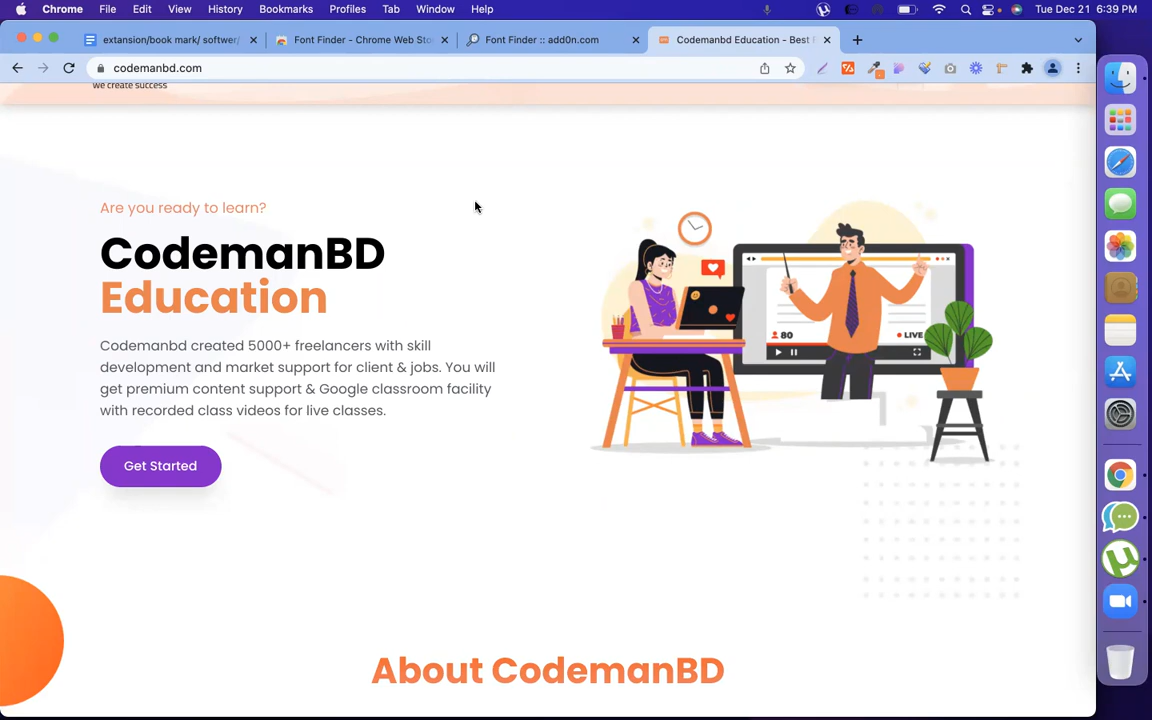 Chrome File Edit View History Bookmarks Profiles Tab Window Help Tue Dec 21 6:39 PM
extansion/book mark/ softwer/ Font Finder - Chrome Web Sto Font Finder :: add0n.com Codemanbd Education - Best F
codemanbd.com
we create success
Are you ready to learn?
CodemanBD
Education
Codemanbd created 5000+ freelancers with skill
development and market support for client & jobs. You will
get premium content support & Google classroom facility
with recorded class videos for live classes.
Get Started
80 LIVE
About CodemanBD